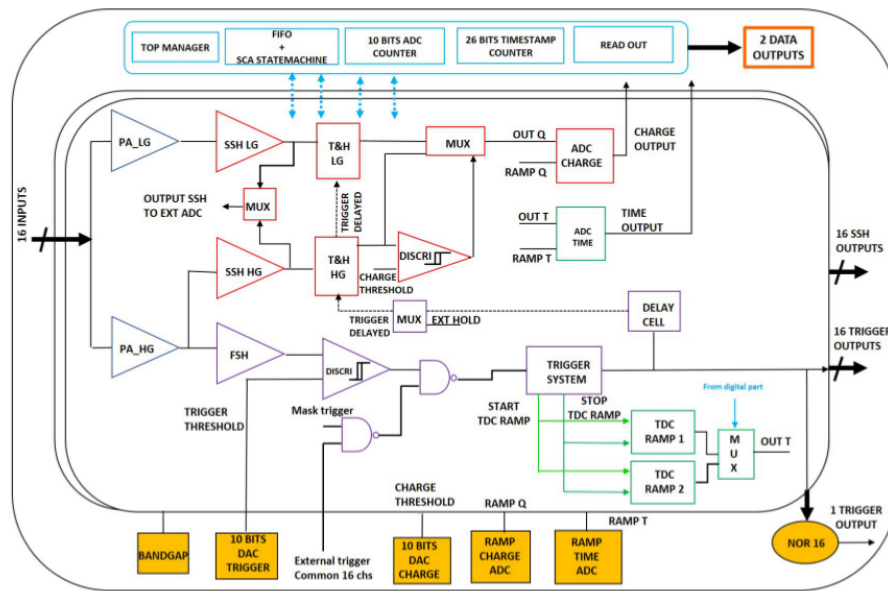 TOP MANAGER
FIFO
+
SCA STATEMACHINE
10 BITS ADC
COUNTER
26 BITS TIMESTAMP
COUNTER
READ OUT
2 DATA
OUTPUTS
16 INPUTS
PA_LG
SSH LG
T&H
LG
MUX
OUT Q
RAMP Q
ADC
CHARGE
CHARGE
OUTPUT
OUTPUT SSH
TO EXT ADC
MUX
TRIGGER
DELAYED
OUT T
RAMP T
ADC
TIME
TIME
OUTPUT
SSH HG
T&H
HG
DISCRI
CHARGE
THRESHOLD
16 SSH
OUTPUTS
TRIGGER
DELAYED
MUX
EXT HOLD
DELAY
CELL
16 TRIGGER
OUTPUTS
PA_HG
FSH
DISCRI
TRIGGER
SYSTEM
TRIGGER
THRESHOLD
Mask trigger
START
TDC RAMP
STOP
TDC RAMP
From digital part
TDC
RAMP 1
TDC
RAMP 2
M
U
X
OUT T
CHARGE
THRESHOLD
RAMP Q
RAMP T
BANDGAP
10 BITS
DAC
TRIGGER
External trigger
Common 16 chs
10 BITS
DAC
CHARGE
RAMP
CHARGE
ADC
RAMP
TIME
ADC
NOR 16
1 TRIGGER
OUTPUT